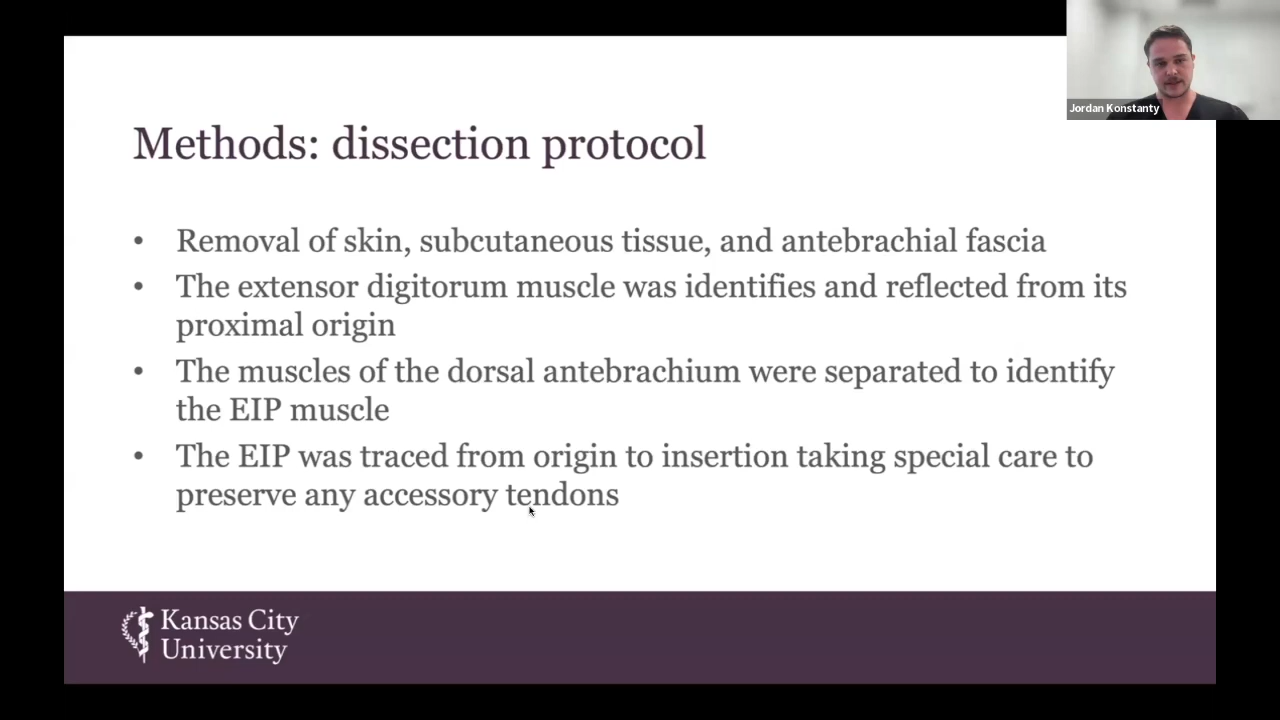 Jordan Konstanty
Methods: dissection protocol
• Removal of skin, subcutaneous tissue, and antebrachial fascia
• The extensor digitorum muscle was identifies and reflected from its
proximal origin
• The muscles of the dorsal antebrachium were separated to identify
the EIP muscle
• The EIP was traced from origin to insertion taking special care to
preserve any accessory tendons
Kansas City
University